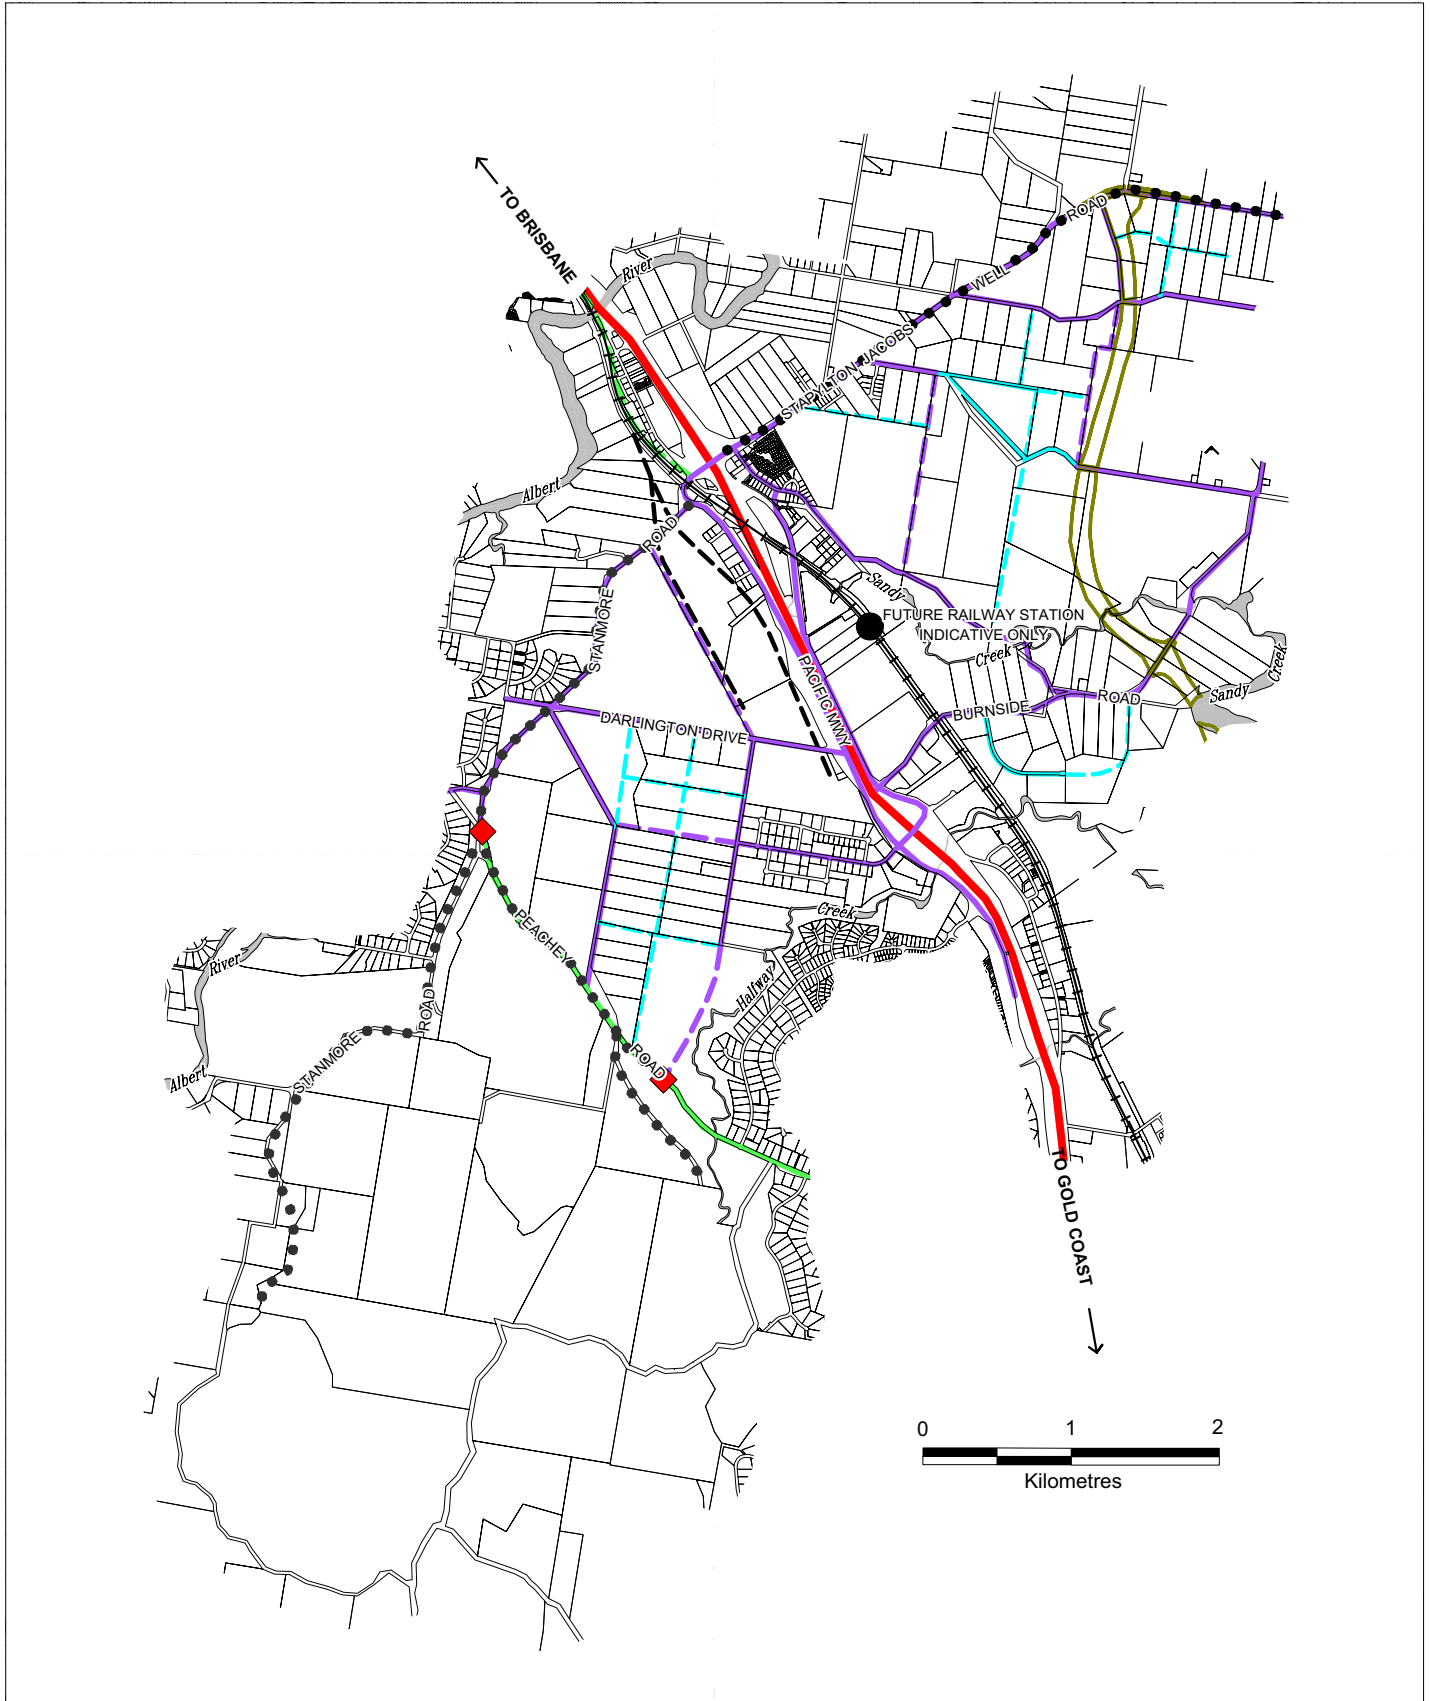 TO BRISBANE
River
ROAD
WELL
STAPYLTON JACOBS
Albert
ROAD
STANMORE
Sandy
FUTURE RAILWAY STATION
INDICATIVE ONLY
Creek
PACIFIC MWY
BURNSIDE
ROAD
Sandy
Creek
DARLINGTON DRIVE
PEACHEY
Creek
River
Halfway
ROAD
STANMORE
ROAD
Albert
TO GOLD COAST
0 1 2
Kilometres